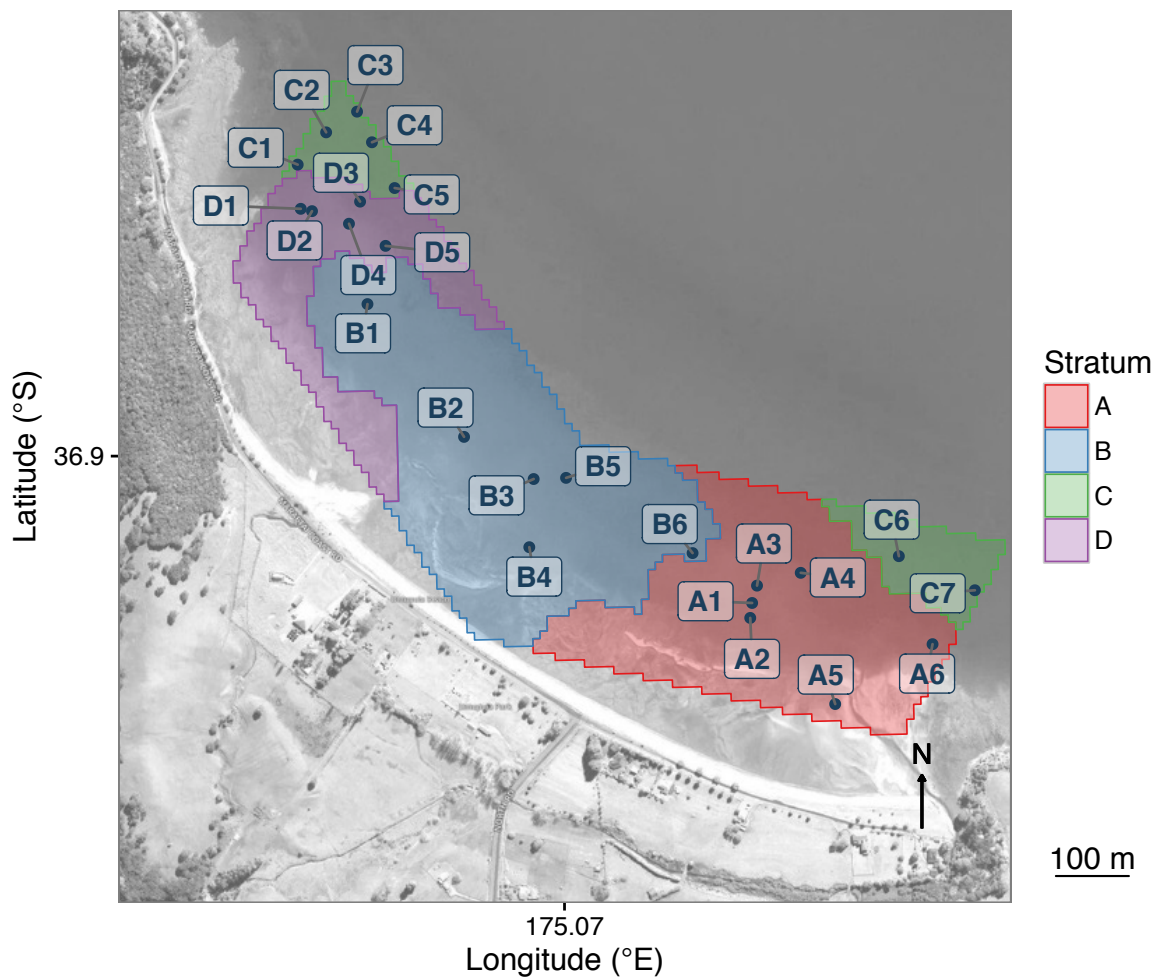 C3
C2
C4
C1
D3
C5
D1
D2
D5
D4
B1
Stratum
A
B
C
D
B2
B5
B3
C6
B6
A3
B4
A4
C7
A1
A2
A5
A6
N
100 m
36.9
175.07
Latitude (°S)
Longitude (°E)